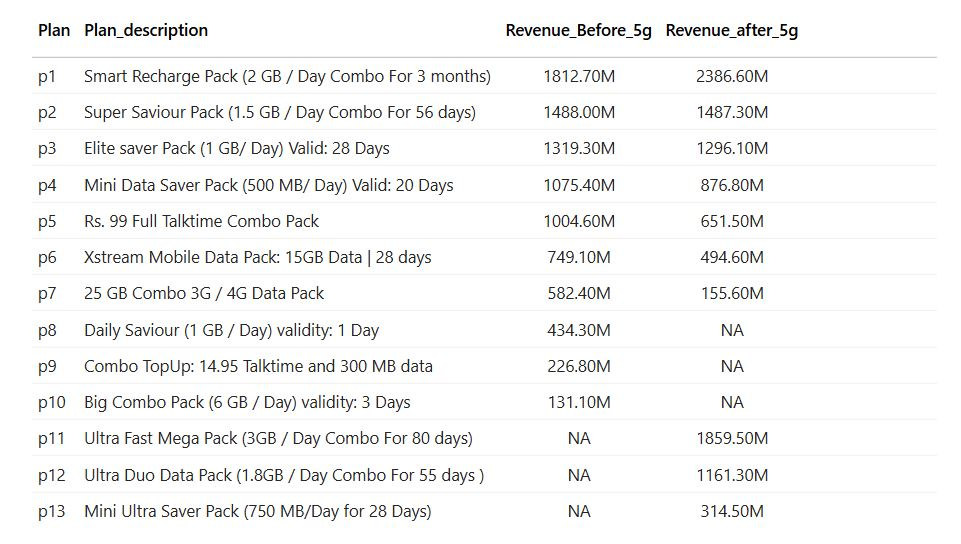 Plan Plan_description Revenue_Before_5g Revenue_after_5g
p1 Smart Recharge Pack (2 GB / Day Combo For 3 months) 1812.70M 2386.60M
p2 Super Saviour Pack (1.5 GB / Day Combo For 56 days) 1488.00M 1487.30M
p3 Elite saver Pack (1 GB/ Day) Valid: 28 Days 1319.30M 1296.10M
p4 Mini Data Saver Pack (500 MB/ Day) Valid: 20 Days 1075.40M 876.80M
p5 Rs. 99 Full Talktime Combo Pack 1004.60M 651.50M
p6 Xstream Mobile Data Pack: 15GB Data | 28 days 749.10M 494.60M
p7 25 GB Combo 3G / 4G Data Pack 582.40M 155.60M
p8 Daily Saviour (1 GB / Day) validity: 1 Day 434.30M NA
p9 Combo TopUp: 14.95 Talktime and 300 MB data 226.80M NA
p10 Big Combo Pack (6 GB / Day) validity: 3 Days 131.10M NA
p11 Ultra Fast Mega Pack (3GB / Day Combo For 80 days) NA 1859.50M
p12 Ultra Duo Data Pack (1.8GB / Day Combo For 55 days ) NA 1161.30M
p13 Mini Ultra Saver Pack (750 MB/Day for 28 Days) NA 314.50M